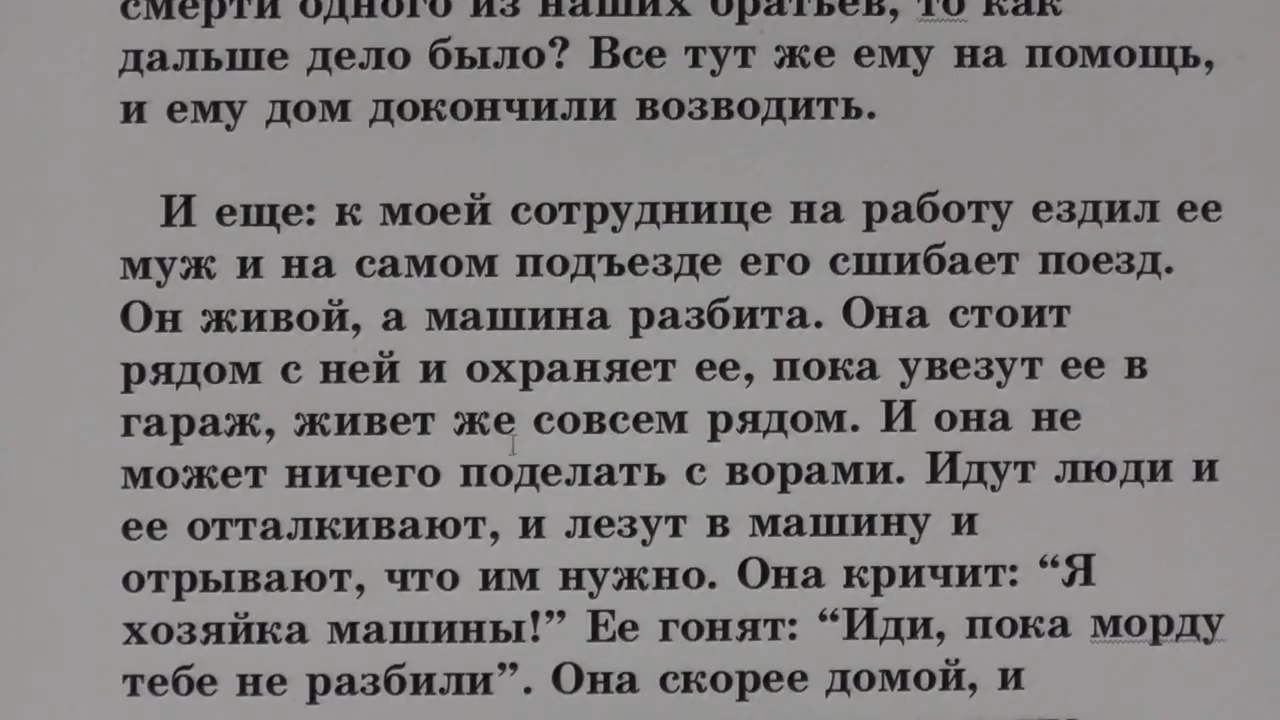 смерти одного из наших братьев, то как
дальше дело было? Все тут же ему на помощь,
и ему дом докончили возводить.
И еще: к моей сотруднице на работу ездил ее
муж и на самом подъезде его сшибает поезд.
Он живой, а машина разбита. Она стоит
рядом с ней и охраняет ее, пока увезут ее в
гараж, живет же совсем рядом. И она не
может ничего поделать с ворами. Идут люди и
ее отталкивают, и лезут в машину и
отрывают, что им нужно. Она кричит: “Я
хозяйка машины!” Ее гонят: “Иди, пока морду
тебе не разбили”. Она скорее домой, и